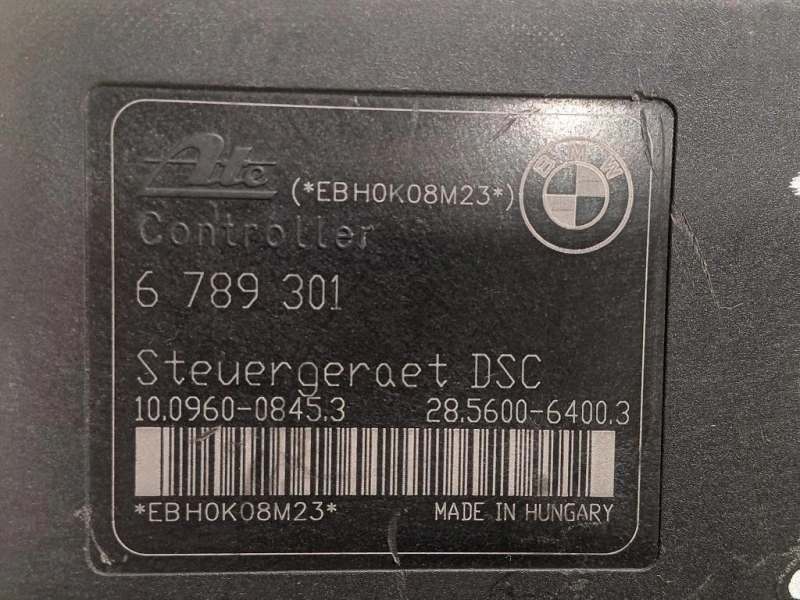 Ate (*EBH0K08M23*) BMW
Controller
6 789 301
Steuergeraet DSC
10.0960-0845.3 28.5600-6400.3
*EBH0K08M23* MADE IN HUNGARY